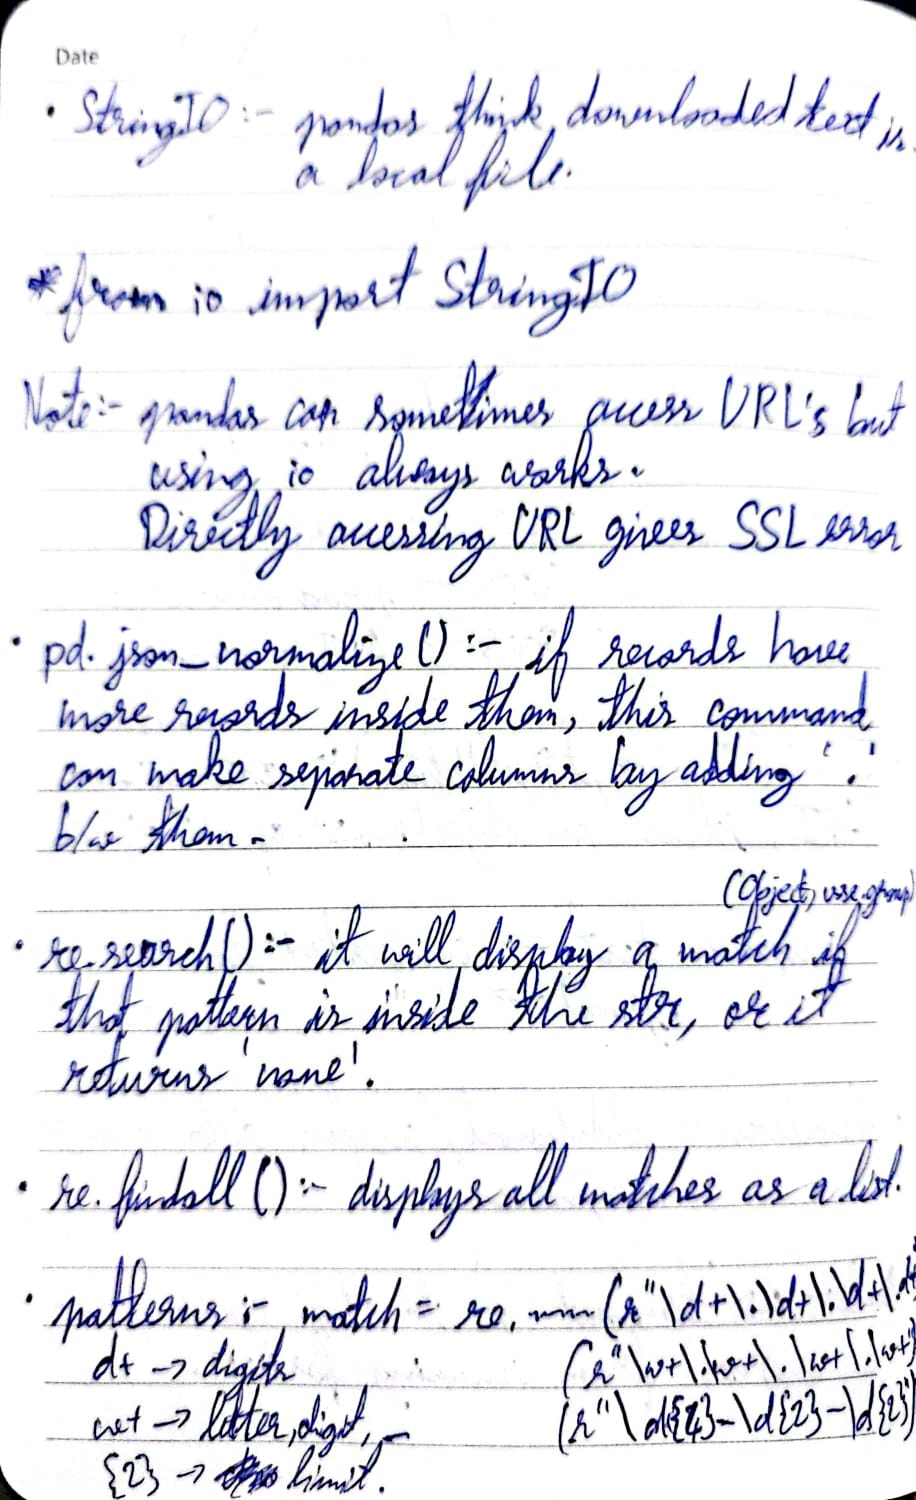 Date
• StringIO :- pandas think downloaded text is
a local file.
* from io import StringIO
Note:- pandas can sometimes access URL's but
using io always works.
Directly accessing URL gives SSL error
• pd.json_normalize() :- if records have
more records inside them, this command
can make separate columns by adding '.'
b/w them.
(Object, use .group)
• re.search() :- it will display a match if
that pattern is inside the str, or it
returns 'none'.
• re.findall() :- displays all matches as a list.
• patterns :- match = re. (r"\d+\.\d+\.\d+\.d+"
d+ -> digits (r"\w+\.\w+\.\w+\.\w+")
w+ -> letter, digit, _ (r"\d{4}-\d{2}-\d{2}")
{2} -> limit.